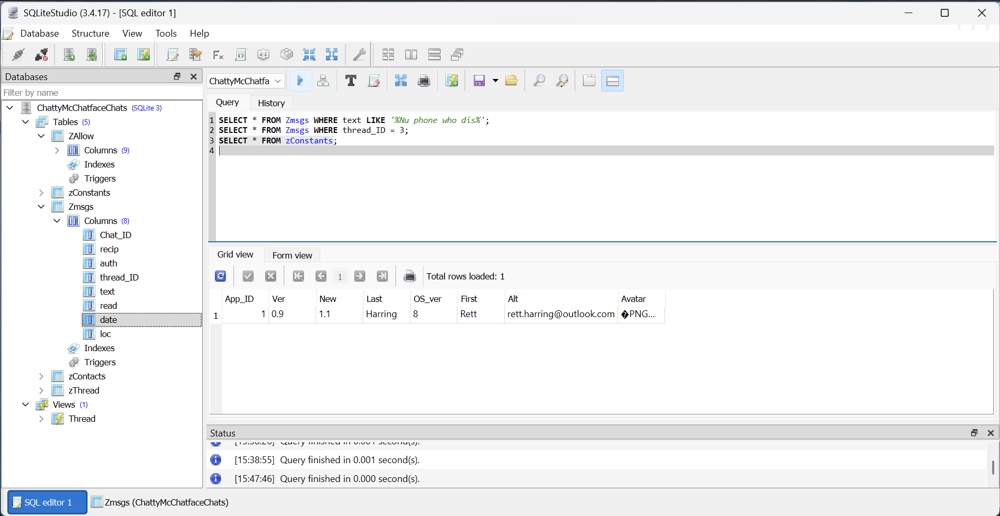 SQLiteStudio (3.4.17) - [SQL editor 1]
Database Structure View Tools Help
Databases
Filter by name
ChattyMcChatfaceChats (SQLite 3)
Tables (5)
ZAllow
Columns (9)
Indexes
Triggers
zConstants
Zmsgs
Columns (8)
Chat_ID
recip
auth
thread_ID
text
read
date
loc
Indexes
Triggers
zContacts
zThread
Views (1)
Thread
ChattyMcChatfa
Query History
1 SELECT * FROM Zmsgs WHERE text LIKE '%Nu phone who dis%';
2 SELECT * FROM Zmsgs WHERE thread_ID = 3;
3 SELECT * FROM zConstants;
4
Grid view Form view
1 Total rows loaded: 1
App_ID Ver New Last OS_ver First Alt Avatar
1 1 0.9 1.1 Harring 8 Rett rett.harring@outlook.com �PNG...
Status
Query finished in 0.001 second(s).
[15:38:55] Query finished in 0.001 second(s).
[15:47:46] Query finished in 0.000 second(s).
SQL editor 1 Zmsgs (ChattyMcChatfaceChats)